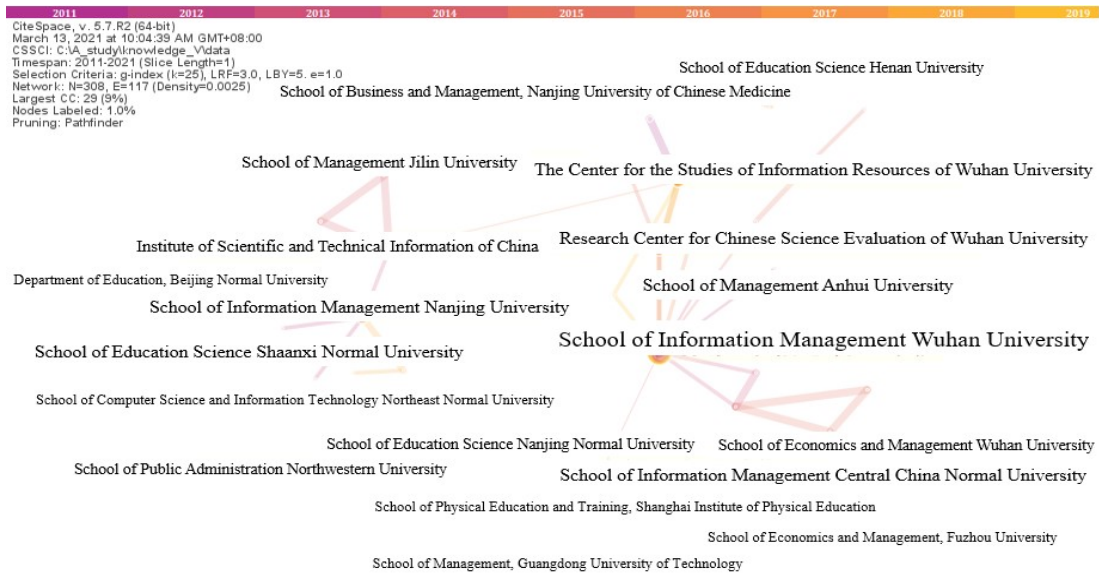 2011 2012 2013 2014 2015 2016 2017 2018 2019
CiteSpace, v. 5.7.R2 (64-bit)
March 13, 2021 at 10:04:39 AM GMT+08:00
CSSCI: C:\A_study\knowledge_V\data
Timespan: 2011-2021 (Slice Length=1)
Selection Criteria: g-index (k=25), LRF=3.0, LBY=5. e=1.0
Network: N=308, E=117 (Density=0.0025)
Largest CC: 29 (9%)
Nodes Labeled: 1.0%
Pruning: Pathfinder
School of Education Science Henan University
School of Business and Management, Nanjing University of Chinese Medicine
School of Management Jilin University
The Center for the Studies of Information Resources of Wuhan University
Institute of Scientific and Technical Information of China
Research Center for Chinese Science Evaluation of Wuhan University
Department of Education, Beijing Normal University
School of Management Anhui University
School of Information Management Nanjing University
School of Information Management Wuhan University
School of Education Science Shaanxi Normal University
School of Computer Science and Information Technology Northeast Normal University
School of Education Science Nanjing Normal University
School of Economics and Management Wuhan University
School of Public Administration Northwestern University
School of Information Management Central China Normal University
School of Physical Education and Training, Shanghai Institute of Physical Education
School of Economics and Management, Fuzhou University
School of Management, Guangdong University of Technology